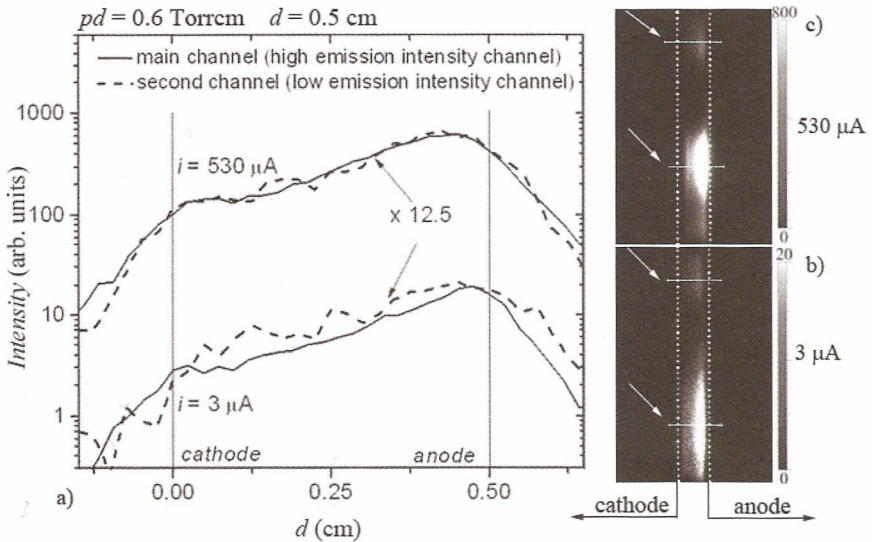 pd = 0.6 Torrcm d = 0.5 cm
main channel (high emission intensity channel)
second channel (low emission intensity channel)
1000
100
10
1
Intensity (arb. units)
i = 530 μA
x 12.5
i = 3 μA
cathode
anode
a)
0.00
0.25
0.50
d (cm)
800
c)
530 μA
0
20
b)
3 μA
0
cathode
anode